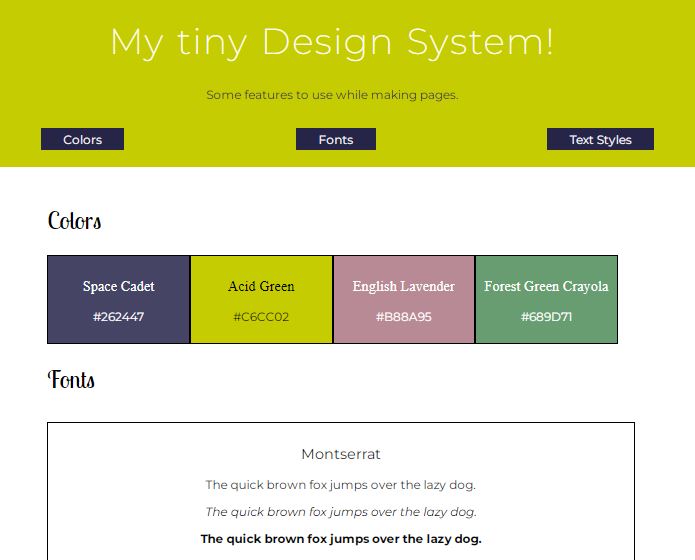 My tiny Design System!
Some features to use while making pages.
Colors Fonts Text Styles
Colors
Space Cadet Acid Green English Lavender Forest Green Crayola
#262447 #C6CC02 #B88A95 #689D71
Fonts
Montserrat
The quick brown fox jumps over the lazy dog.
The quick brown fox jumps over the lazy dog.
The quick brown fox jumps over the lazy dog.